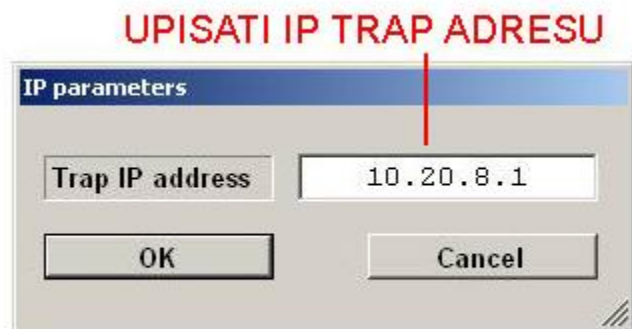 UPISATI IP TRAP ADRESU
IP parameters
Trap IP address 10.20.8.1
OK Cancel